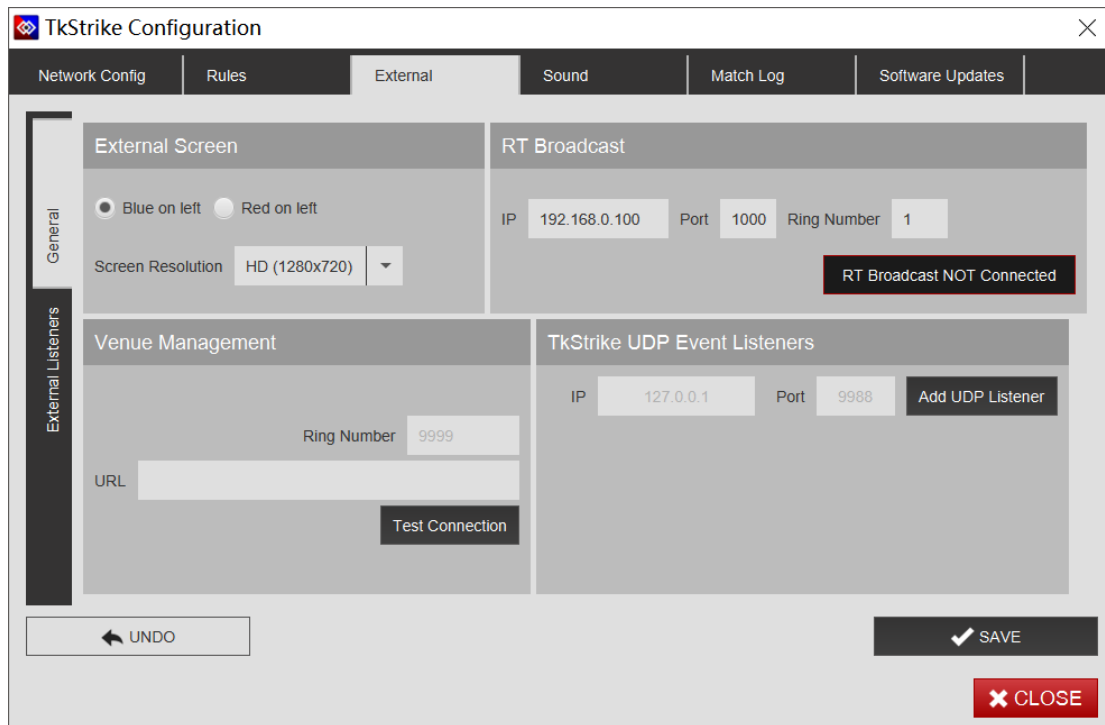 TkStrike Configuration
Network Config Rules External Sound Match Log Software Updates
General
External Listeners
External Screen
Blue on left Red on left
Screen Resolution HD (1280x720)
RT Broadcast
IP 192.168.0.100 Port 1000 Ring Number 1
RT Broadcast NOT Connected
Venue Management
Ring Number 9999
URL
Test Connection
TkStrike UDP Event Listeners
IP 127.0.0.1 Port 9988 Add UDP Listener
UNDO
SAVE
CLOSE